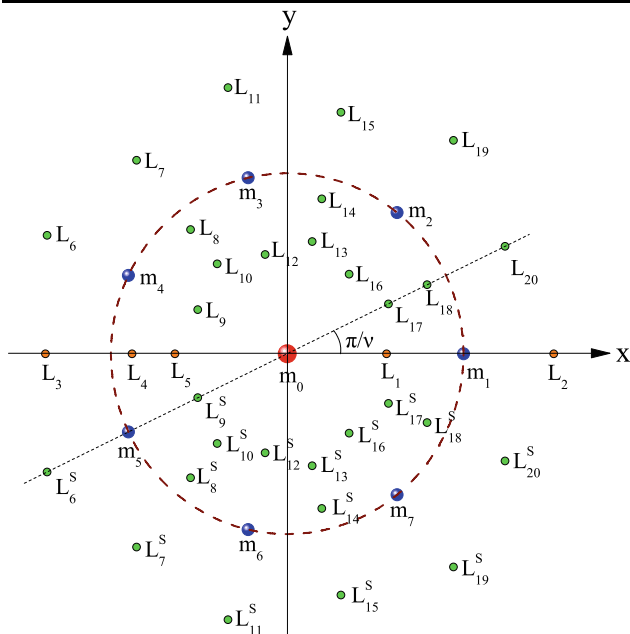 y
L₁₁
L₁₅
L₁₉
L₇
m₃
L₁₄
m₂
L₆
L₈
L₁₃
L₁₂
L₂₀
m₄
L₁₀
L₁₆
L₁₈
L₉
L₁₇
π/ν
x
L₃
L₄
L₅
m₀
L₁
m₁
L₂
L₉ˢ
L₁₇ˢ
L₁₈ˢ
m₅
L₁₀ˢ
L₁₆ˢ
L₁₂ˢ
L₁₃ˢ
L₂₀ˢ
L₆ˢ
L₈ˢ
L₁₄ˢ
m₇
m₆
L₇ˢ
L₁₉ˢ
L₁₁ˢ
L₁₅ˢ